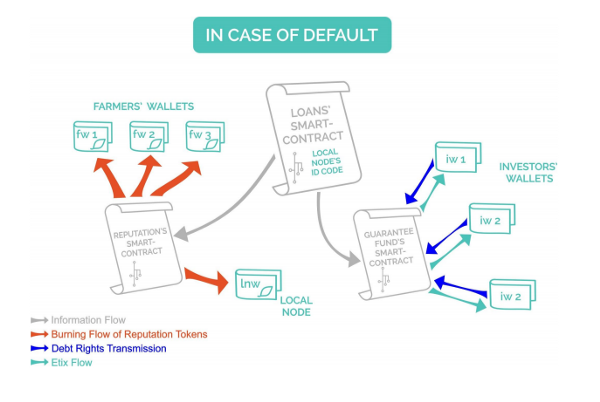 IN CASE OF DEFAULT
FARMERS' WALLETS
fw 1
fw 2
fw 3
LOANS'
SMART-
CONTRACT
LOCAL
NODE'S
ID CODE
iw 1
INVESTORS'
WALLETS
iw 2
iw 2
REPUTATION'S
SMART-
CONTRACT
GUARANTEE
FUND'S
SMART-
CONTRACT
lnw
LOCAL
NODE
Information Flow
Burning Flow of Reputation Tokens
Debt Rights Transmission
Etix Flow